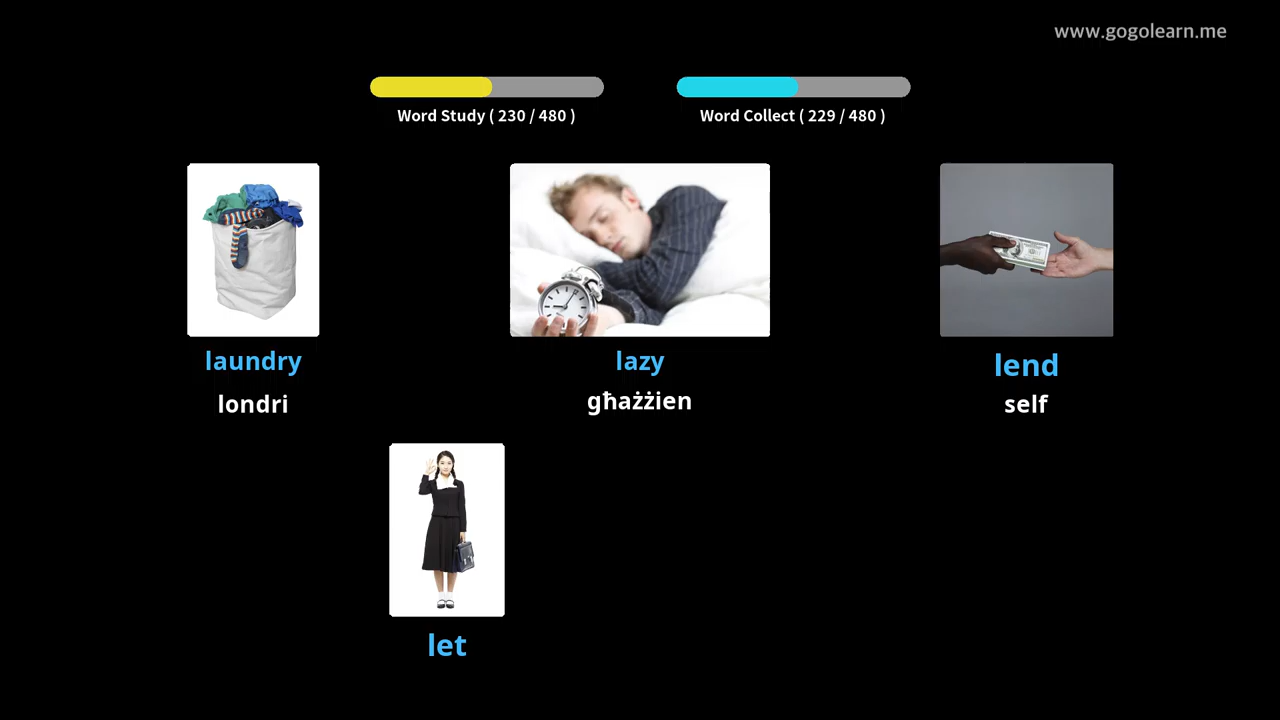 www.gogolearn.me
Word Study ( 230 / 480 )
Word Collect ( 229 / 480 )
laundry
lazy
lend
londri
għażżien
self
let